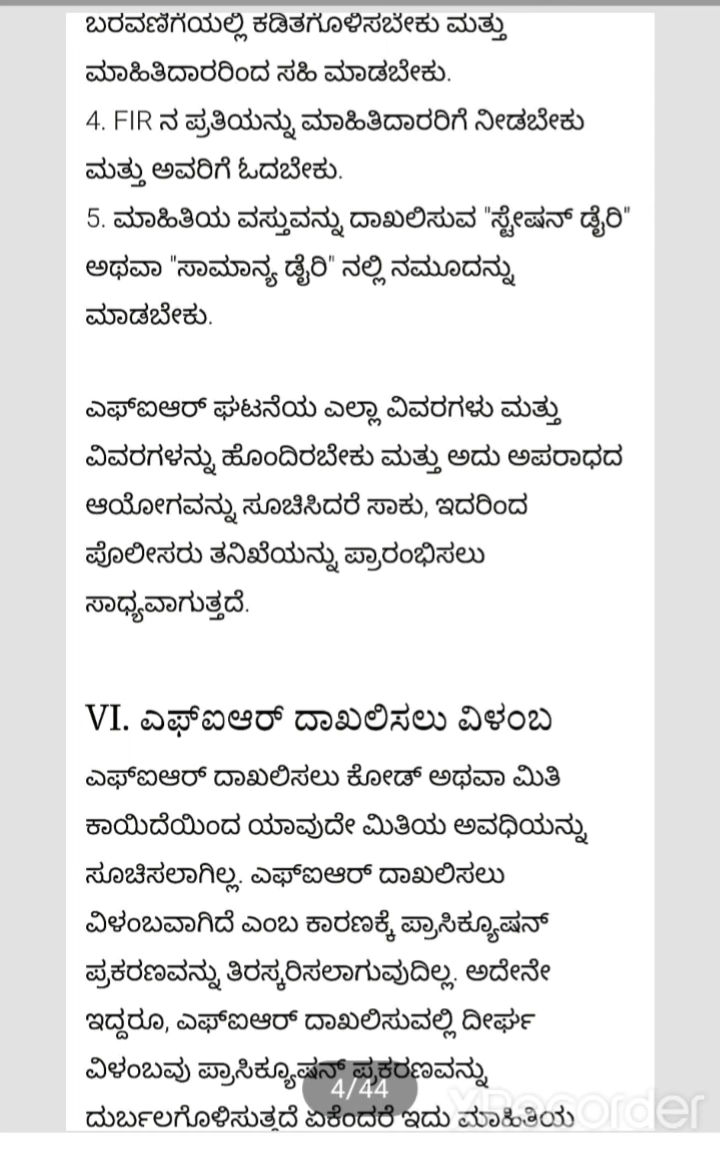 ಬರವಣಿಗೆಯಲ್ಲಿ ಕಡಿತಗೊಳಿಸಬೇಕು ಮತ್ತು
ಮಾಹಿತಿದಾರರಿಂದ ಸಹಿ ಮಾಡಬೇಕು.
4. FIR ನ ಪ್ರತಿಯನ್ನು ಮಾಹಿತಿದಾರರಿಗೆ ನೀಡಬೇಕು
ಮತ್ತು ಅವರಿಗೆ ಓದಬೇಕು.
5. ಮಾಹಿತಿಯ ವಸ್ತುವನ್ನು ದಾಖಲಿಸುವ "ಸ್ಟೇಷನ್ ಡೈರಿ"
ಅಥವಾ "ಸಾಮಾನ್ಯ ಡೈರಿ" ನಲ್ಲಿ ನಮೂದನ್ನು
ಮಾಡಬೇಕು.
ಎಫ್ಐಆರ್ ಘಟನೆಯ ಎಲ್ಲಾ ವಿವರಗಳು ಮತ್ತು
ವಿವರಗಳನ್ನು ಹೊಂದಿರಬೇಕು ಮತ್ತು ಅದು ಅಪರಾಧದ
ಆಯೋಗವನ್ನು ಸೂಚಿಸಿದರೆ ಸಾಕು, ಇದರಿಂದ
ಪೊಲೀಸರು ತನಿಖೆಯನ್ನು ಪ್ರಾರಂಭಿಸಲು
ಸಾಧ್ಯವಾಗುತ್ತದೆ.
VI. ಎಫ್ಐಆರ್ ದಾಖಲಿಸಲು ವಿಳಂಬ
ಎಫ್ಐಆರ್ ದಾಖಲಿಸಲು ಕೋಡ್ ಅಥವಾ ಮಿತಿ
ಕಾಯಿದೆಯಿಂದ ಯಾವುದೇ ಮಿತಿಯ ಅವಧಿಯನ್ನು
ಸೂಚಿಸಲಾಗಿಲ್ಲ. ಎಫ್ಐಆರ್ ದಾಖಲಿಸಲು
ವಿಳಂಬವಾಗಿದೆ ಎಂಬ ಕಾರಣಕ್ಕೆ ಪ್ರಾಸಿಕ್ಯೂಷನ್
ಪ್ರಕರಣವನ್ನು ತಿರಸ್ಕರಿಸಲಾಗುವುದಿಲ್ಲ. ಅದೇನೇ
ಇದ್ದರೂ, ಎಫ್ಐಆರ್ ದಾಖಲಿಸುವಲ್ಲಿ ದೀರ್ಘ
ವಿಳಂಬವು ಪ್ರಾಸಿಕ್ಯೂಷನ್ ಪ್ರಕರಣವನ್ನು
4/44
ದುರ್ಬಲಗೊಳಿಸುತ್ತದೆ ಏಕೆಂದರೆ ಇದು ಮಾಹಿತಿಯ
XRecorder